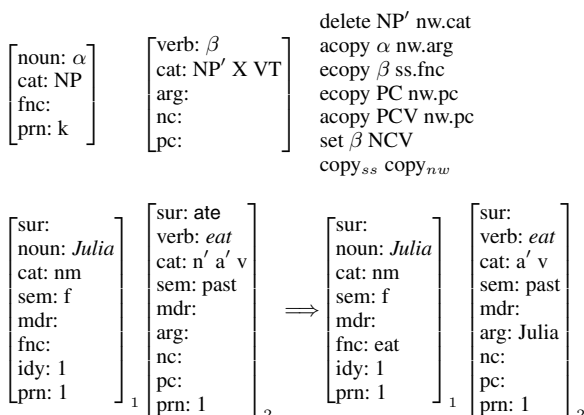 [noun: α
cat: NP
fnc:
prn: k]
[verb: β
cat: NP′ X VT
arg:
nc:
pc:]
delete NP′ nw.cat
acopy α nw.arg
ecopy β ss.fnc
ecopy PC nw.pc
acopy PCV nw.pc
set β NCV
copy_ss copy_nw
[sur:
noun: Julia
cat: nm
sem: f
mdr:
fnc:
idy: 1
prn: 1] 1
[sur: ate
verb: eat
cat: n′ a′ v
sem: past
mdr:
arg:
nc:
pc:
prn: 1] 2
⟹
[sur:
noun: Julia
cat: nm
sem: f
mdr:
fnc: eat
idy: 1
prn: 1] 1
[sur:
verb: eat
cat: a′ v
sem: past
mdr:
arg: Julia
nc:
pc:
prn: 1] 2